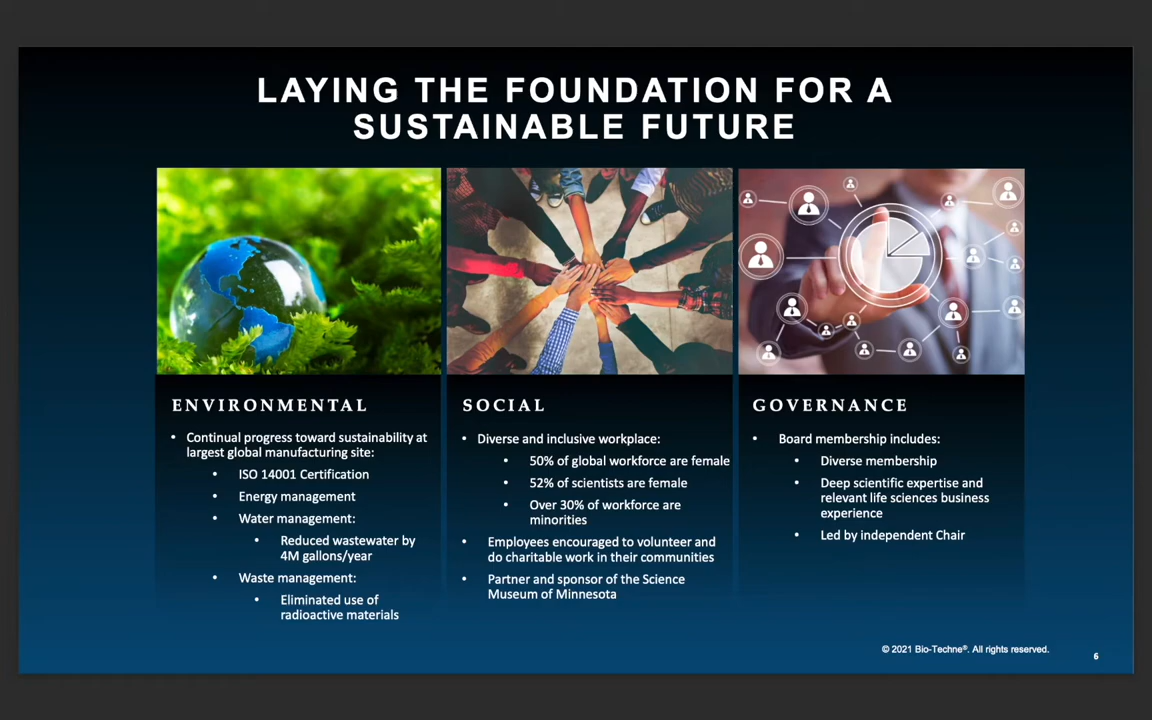 LAYING THE FOUNDATION FOR A
SUSTAINABLE FUTURE
ENVIRONMENTAL
• Continual progress toward sustainability at
largest global manufacturing site:
• ISO 14001 Certification
• Energy management
• Water management:
• Reduced wastewater by
4M gallons/year
• Waste management:
• Eliminated use of
radioactive materials
SOCIAL
• Diverse and inclusive workplace:
• 50% of global workforce are female
• 52% of scientists are female
• Over 30% of workforce are
minorities
• Employees encouraged to volunteer and
do charitable work in their communities
• Partner and sponsor of the Science
Museum of Minnesota
GOVERNANCE
• Board membership includes:
• Diverse membership
• Deep scientific expertise and
relevant life sciences business
experience
• Led by independent Chair
© 2021 Bio-Techne®. All rights reserved.
6